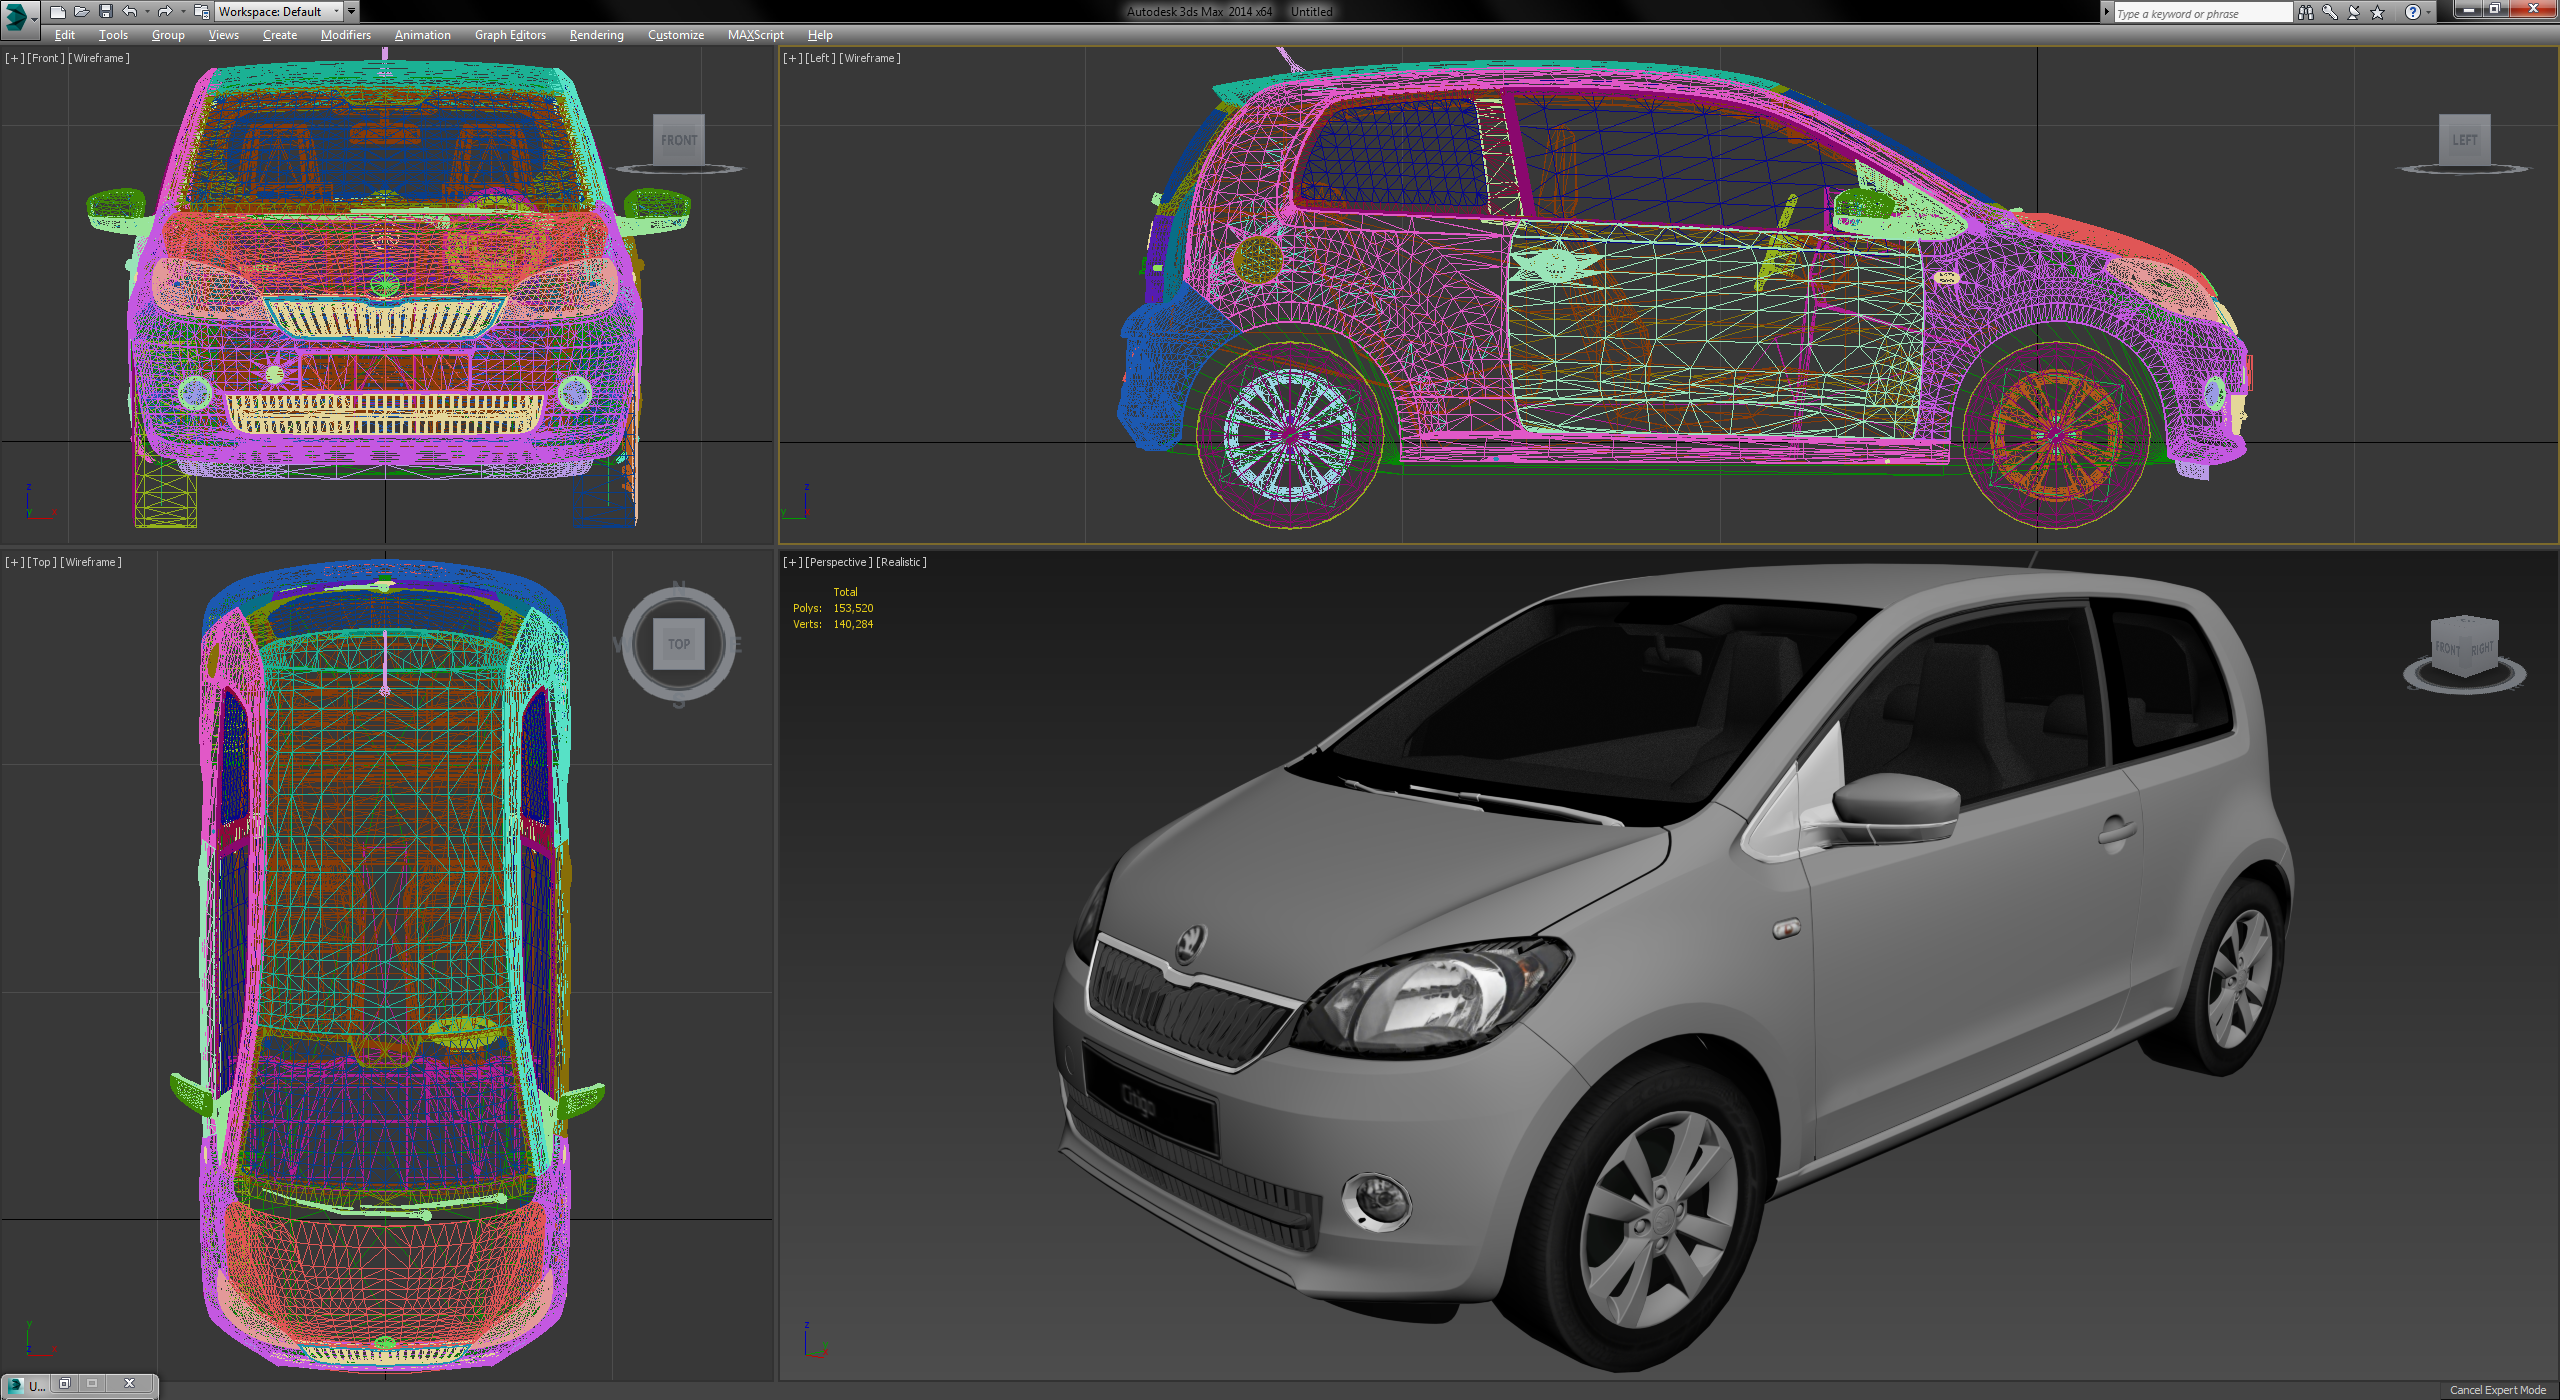 Workspace: Default
Autodesk 3ds Max 2014 x64 Untitled
Type a keyword or phrase
Edit Tools Group Views Create Modifiers Animation Graph Editors Rendering Customize MAXScript Help
[+] [Front] [Wireframe]
FRONT
z
y
[+] [Left] [Wireframe]
LEFT
z
y
[+] [Top] [Wireframe]
N
W TOP E
S
y
z
[+] [Perspective] [Realistic]
Total
Polys: 153,520
Verts: 140,284
FRONT RIGHT
Citigo
z
U...
Cancel Expert Mode